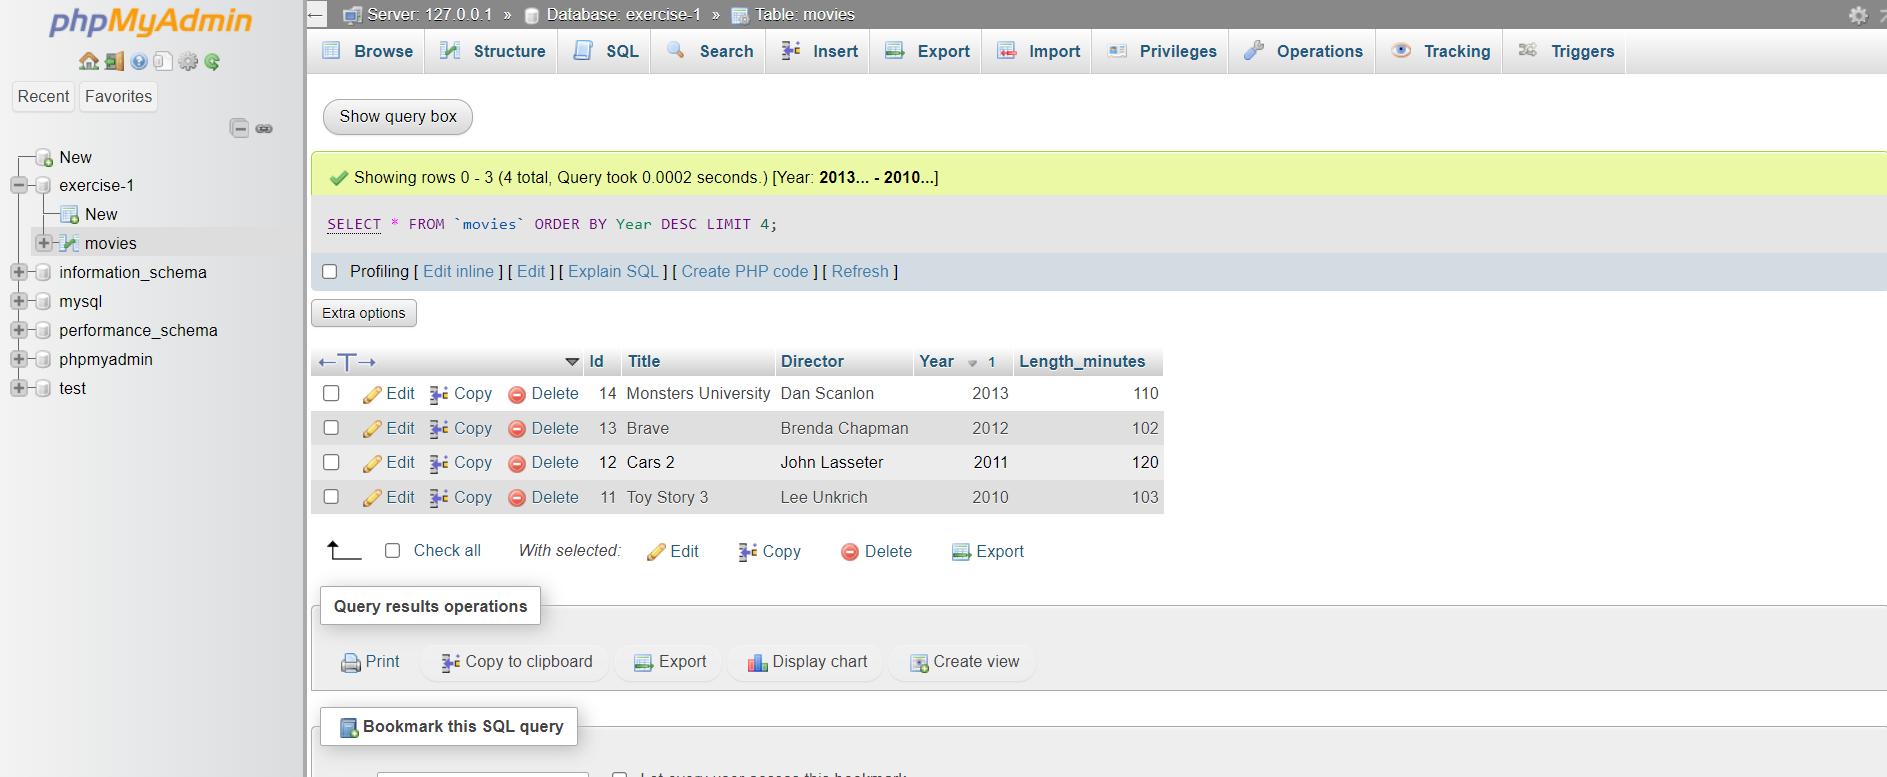 phpMyAdmin
Recent Favorites
New
exercise-1
New
movies
information_schema
mysql
performance_schema
phpmyadmin
test
Server: 127.0.0.1 » Database: exercise-1 » Table: movies
Browse Structure SQL Search Insert Export Import Privileges Operations Tracking Triggers
Show query box
Showing rows 0 - 3 (4 total, Query took 0.0002 seconds.) [Year: 2013... - 2010...]
SELECT * FROM `movies` ORDER BY Year DESC LIMIT 4;
Profiling [ Edit inline ] [ Edit ] [ Explain SQL ] [ Create PHP code ] [ Refresh ]
Extra options
←T→ Id Title Director Year 1 Length_minutes
Edit Copy Delete 14 Monsters University Dan Scanlon 2013 110
Edit Copy Delete 13 Brave Brenda Chapman 2012 102
Edit Copy Delete 12 Cars 2 John Lasseter 2011 120
Edit Copy Delete 11 Toy Story 3 Lee Unkrich 2010 103
Check all With selected: Edit Copy Delete Export
Query results operations
Print Copy to clipboard Export Display chart Create view
Bookmark this SQL query